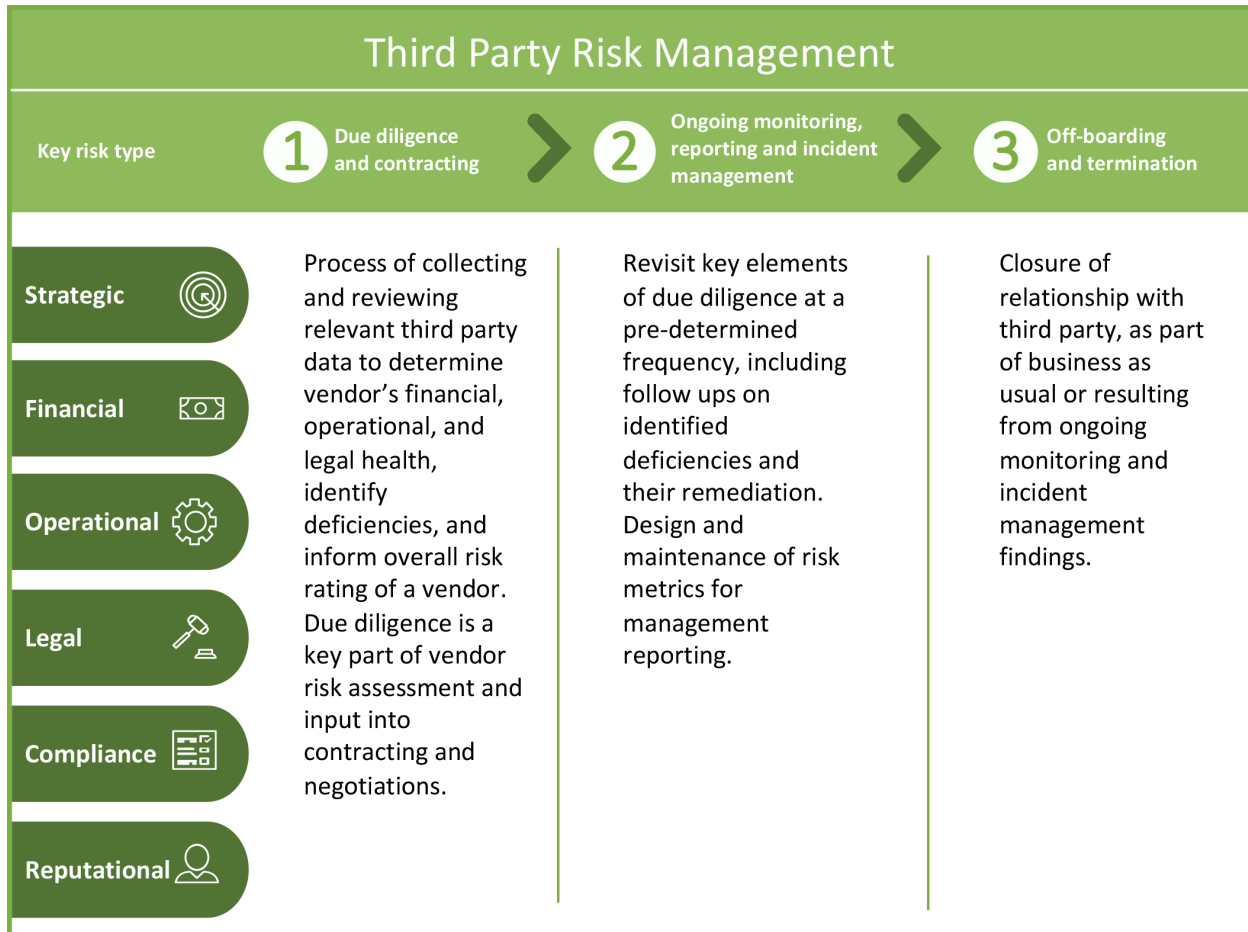 Third Party Risk Management
Key risk type
1
Due diligence
and contracting
2
Ongoing monitoring,
reporting and incident
management
3
Off-boarding
and termination
Strategic
Financial
Operational
Legal
Compliance
Reputational
Process of collecting
and reviewing
relevant third party
data to determine
vendor’s financial,
operational, and
legal health,
identify
deficiencies, and
inform overall risk
rating of a vendor.
Due diligence is a
key part of vendor
risk assessment and
input into
contracting and
negotiations.
Revisit key elements
of due diligence at a
pre-determined
frequency, including
follow ups on
identified
deficiencies and
their remediation.
Design and
maintenance of risk
metrics for
management
reporting.
Closure of
relationship with
third party, as part
of business as
usual or resulting
from ongoing
monitoring and
incident
management
findings.